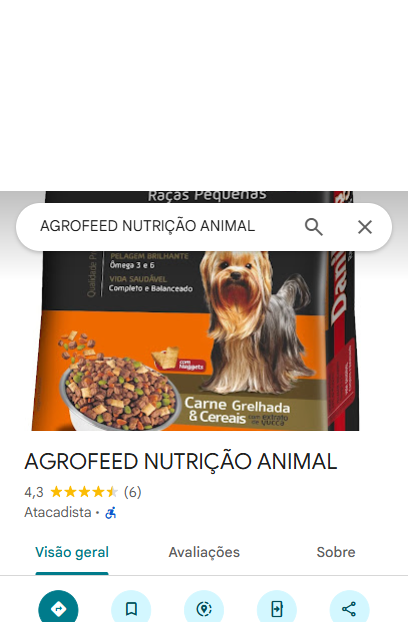 Raças Pequenas
AGROFEED NUTRIÇÃO ANIMAL
PELAGEM BRILHANTE
Ômega 3 e 6
VIDA SAUDÁVEL
Completo e Balanceado
Qualidade
com
Nuggets
Carne Grelhada
& Cereais com extrato
de yucca
AGROFEED NUTRIÇÃO ANIMAL
4,3 (6)
Atacadista ·
Visão geral
Avaliações
Sobre